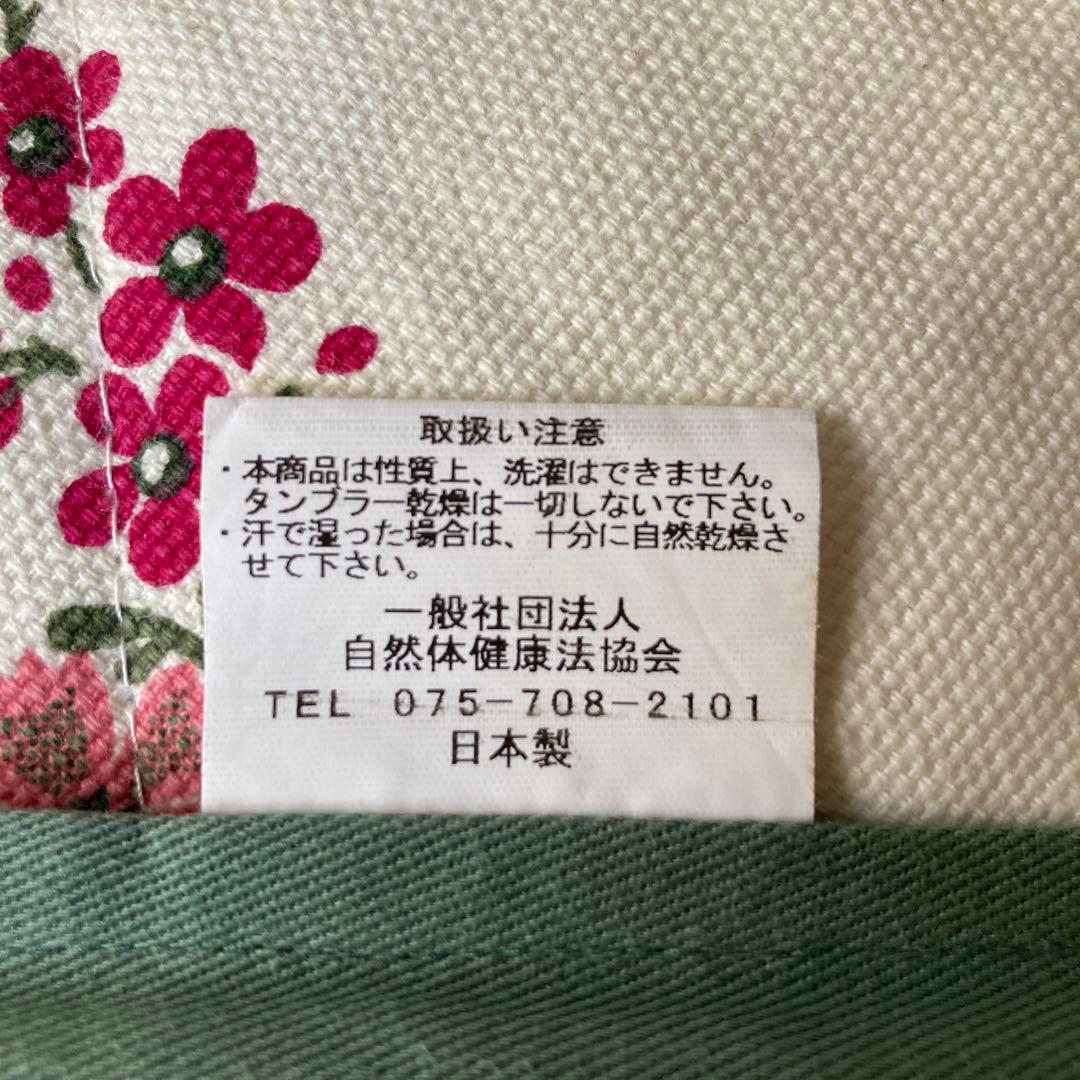 取扱い注意
・本商品は性質上、洗濯はできません。
タンブラー乾燥は一切しないで下さい。
・汗で湿った場合は、十分に自然乾燥さ
せて下さい。
一般社団法人
自然体健康法協会
TEL 075-708-2101
日本製